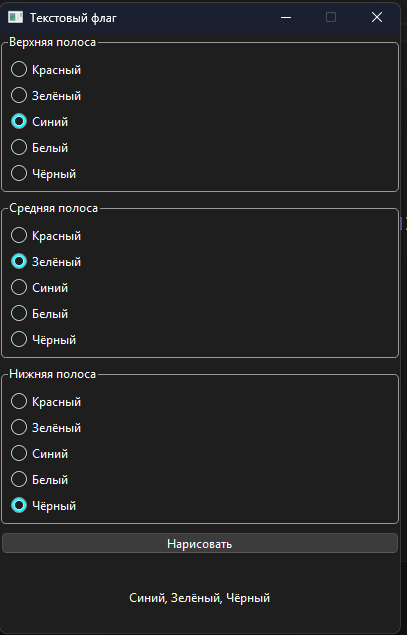 Текстовый флаг
Верхняя полоса
Красный
Зелёный
Синий
Белый
Чёрный
Средняя полоса
Красный
Зелёный
Синий
Белый
Чёрный
Нижняя полоса
Красный
Зелёный
Синий
Белый
Чёрный
Нарисовать
Синий, Зелёный, Чёрный